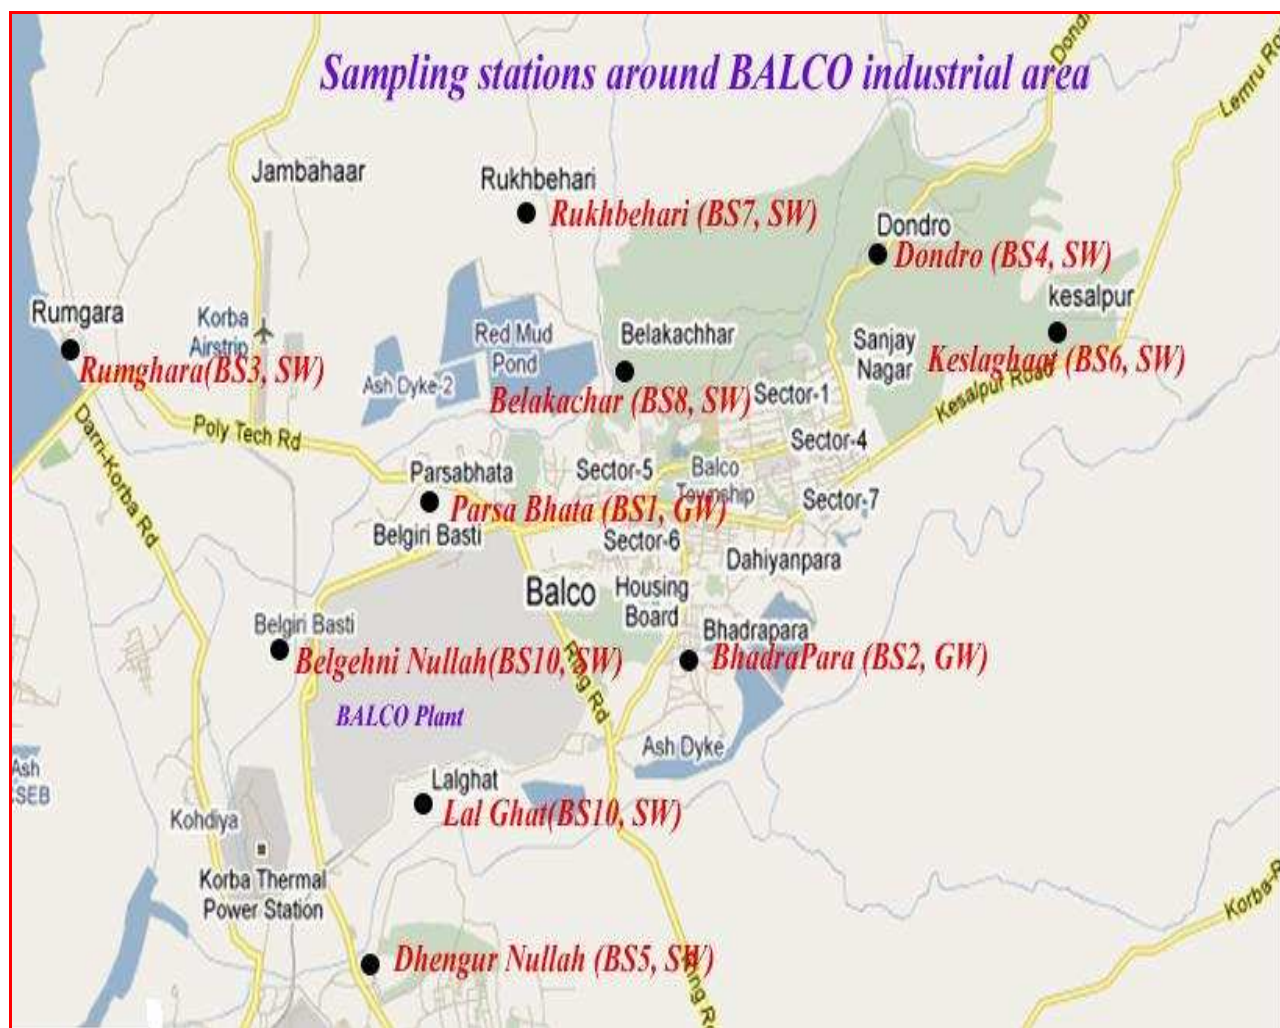 Sampling stations around BALCO industrial area
Dondr
Lemru Ro
Jambahaar
Rukhbehari
Rukhbehari (BS7, SW)
Dondro
Dondro (BS4, SW)
kesalpur
Rumgara
Korba
Airstrip
Red Mud
Pond
Belakachhar
Sanjay
Nagar
Keslaghaat (BS6, SW)
Rumghara(BS3, SW)
Ash Dyke-2
Belakachar (BS8, SW)
Sector-1
Kesalpur Road
Darri-Korba Rd
Poly Tech Rd
Sector-4
Parsabhata
Sector-5
Balco
Township
Sector-7
Parsa Bhata (BS1, GW)
Belgiri Basti
Sector-6
Dahiyanpara
Balco
Housing
Board
Belgiri Basti
Bhadrapara
Belgehni Nullah(BS10, SW)
Ring Rd
BhadraPara (BS2, GW)
BALCO Plant
Ash Dyke
Ash
CSEB
Lalghat
Lal Ghat(BS10, SW)
Kohdiya
Korba Thermal
Power Station
Korba-R
Dhengur Nullah (BS5, SW)
Ring Ro